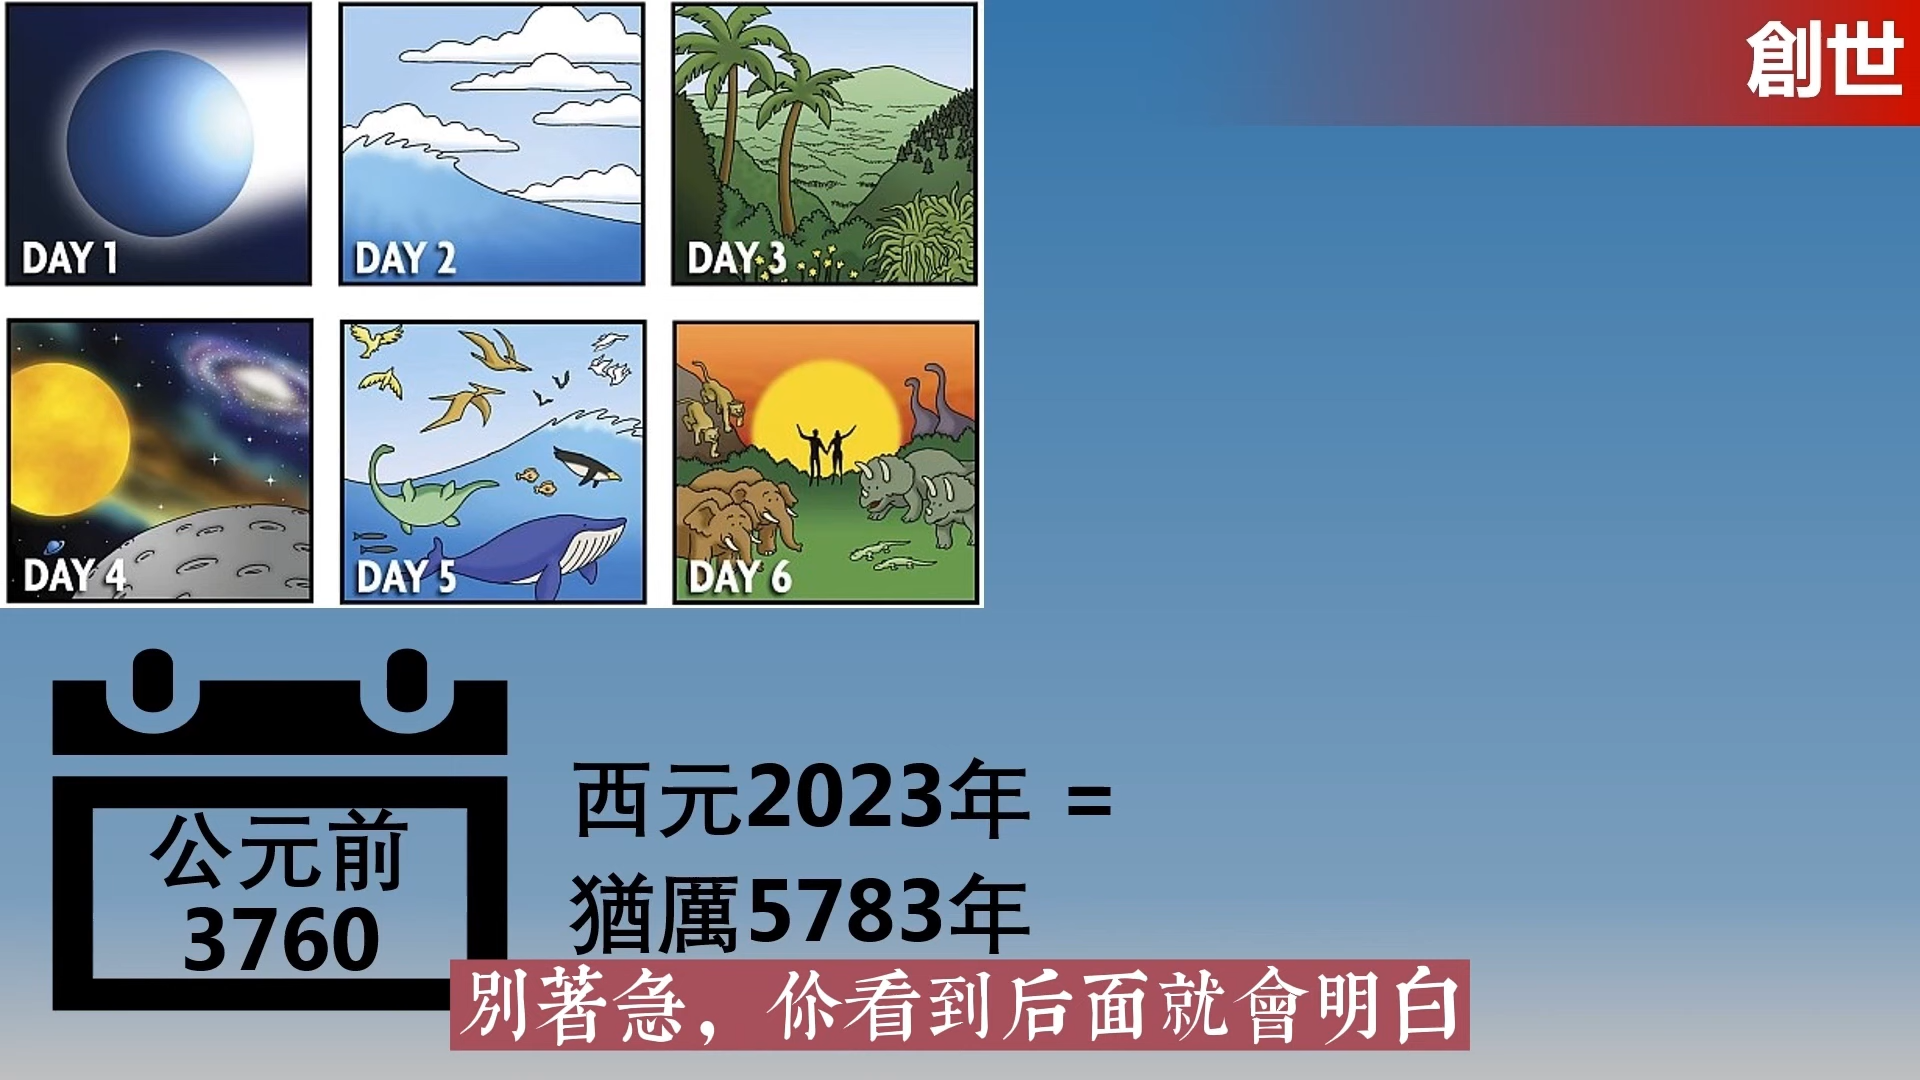 創世
DAY 1
DAY 2
DAY 3
DAY 4
DAY 5
DAY 6
公元前
3760
西元2023年 =
猶厲5783年
別著急，你看到后面就會明白